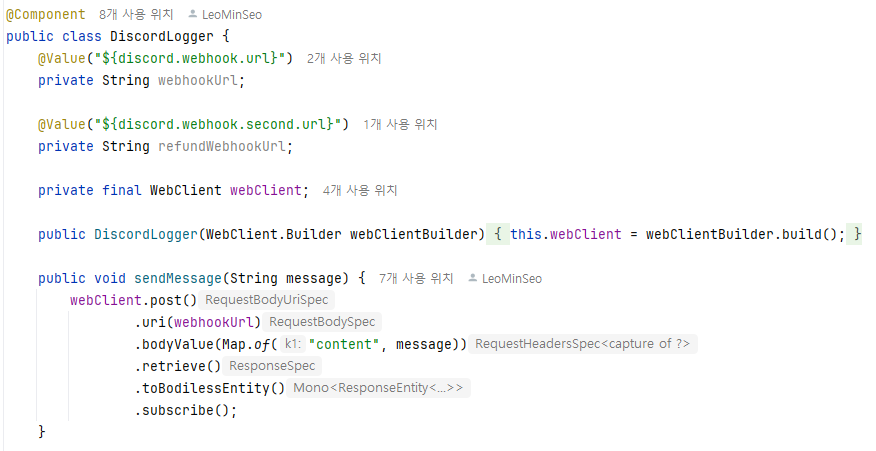 @Component 8개 사용 위치 LeoMinSeo
public class DiscordLogger {
@Value("${discord.webhook.url}") 2개 사용 위치
private String webhookUrl;
@Value("${discord.webhook.second.url}") 1개 사용 위치
private String refundWebhookUrl;
private final WebClient webClient; 4개 사용 위치
public DiscordLogger(WebClient.Builder webClientBuilder) { this.webClient = webClientBuilder.build(); }
public void sendMessage(String message) { 7개 사용 위치 LeoMinSeo
webClient.post() RequestBodyUriSpec
.uri(webhookUrl) RequestBodySpec
.bodyValue(Map.of( k1: "content", message)) RequestHeadersSpec<capture of ?>
.retrieve() ResponseSpec
.toBodilessEntity() Mono<ResponseEntity<...>>
.subscribe();
}